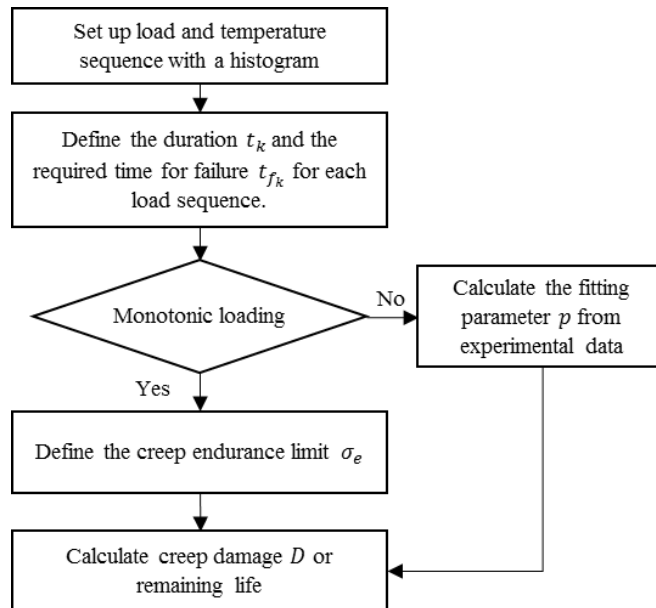 Set up load and temperature
sequence with a histogram
Define the duration $t_k$ and the
required time for failure $t_{f_k}$ for each
load sequence.
Monotonic loading
No
Calculate the fitting
parameter $p$ from
experimental data
Yes
Define the creep endurance limit $\sigma_e$
Calculate creep damage $D$ or
remaining life